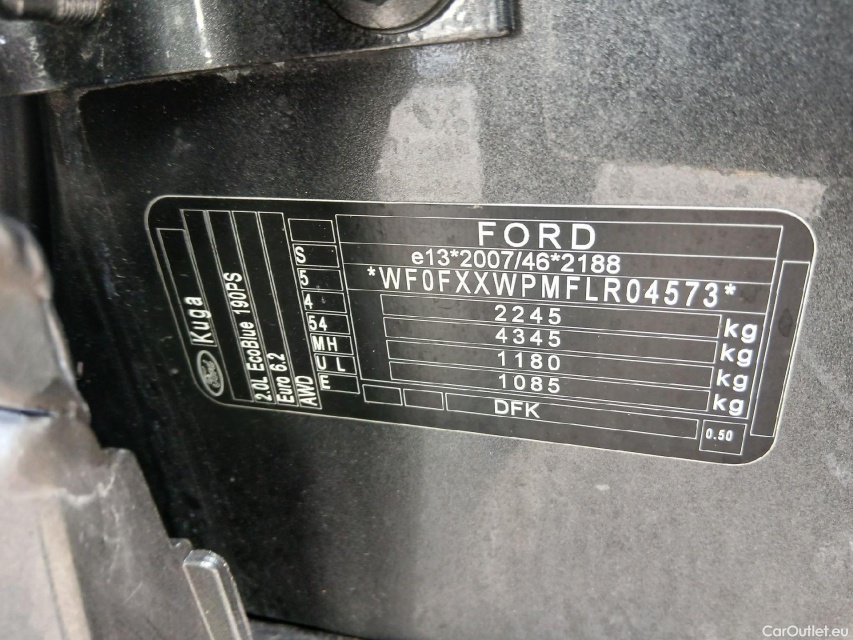 FORD
e13*2007/46*2188
*WF0FXXWPMFLR04573*
2245 kg
4345 kg
1180 kg
1085 kg
DFK
0.50
S
5
4
54
MH
U L
E
Ford
Kuga
2.0L EcoBlue 190PS
Euro 6.2
AWD
CarOutlet.eu